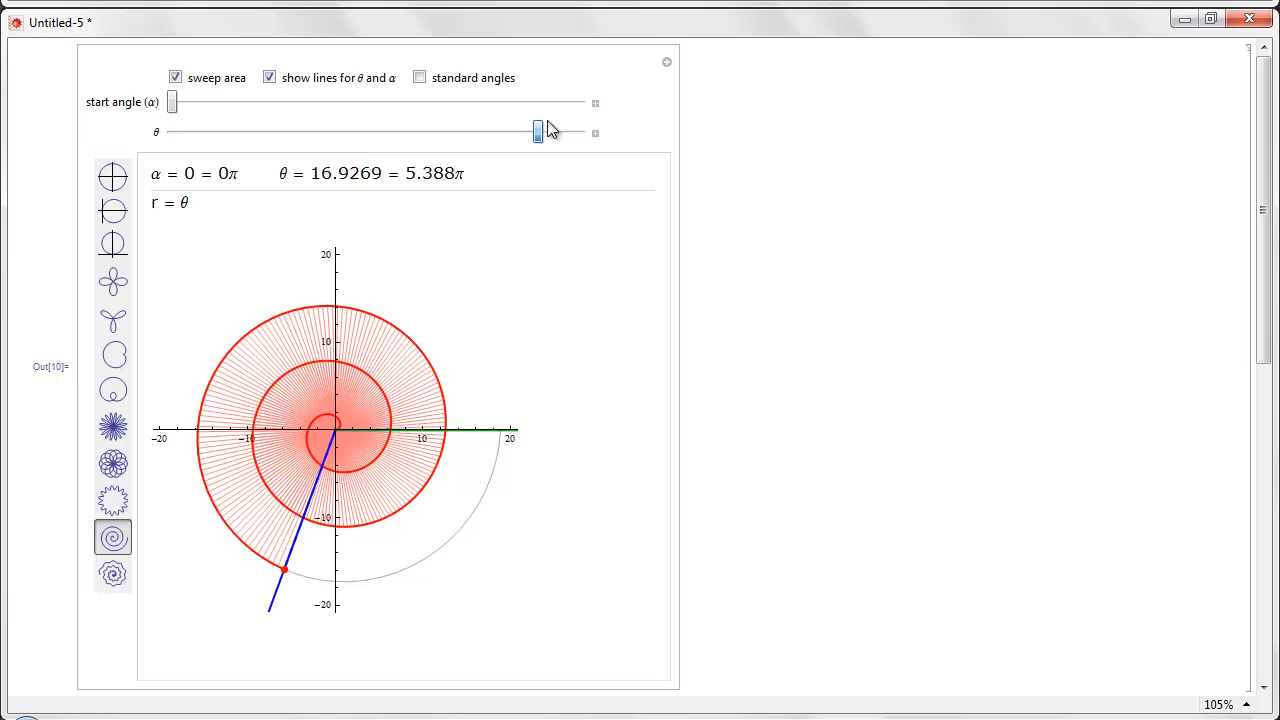 Untitled-5 *
sweep area show lines for θ and α standard angles
start angle (α)
θ
α = 0 = 0π θ = 16.9269 = 5.388π
r = θ
20
10
Out[10]=
−20 −10 10 20
−10
−20
105%